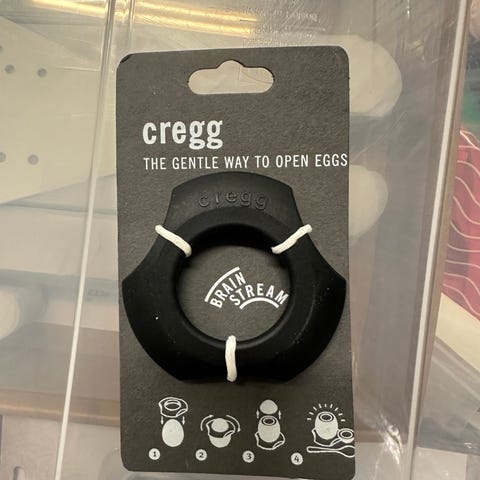 cregg
THE GENTLE WAY TO OPEN EGGS
cregg
BRAIN
STREAM
1 2 3 4